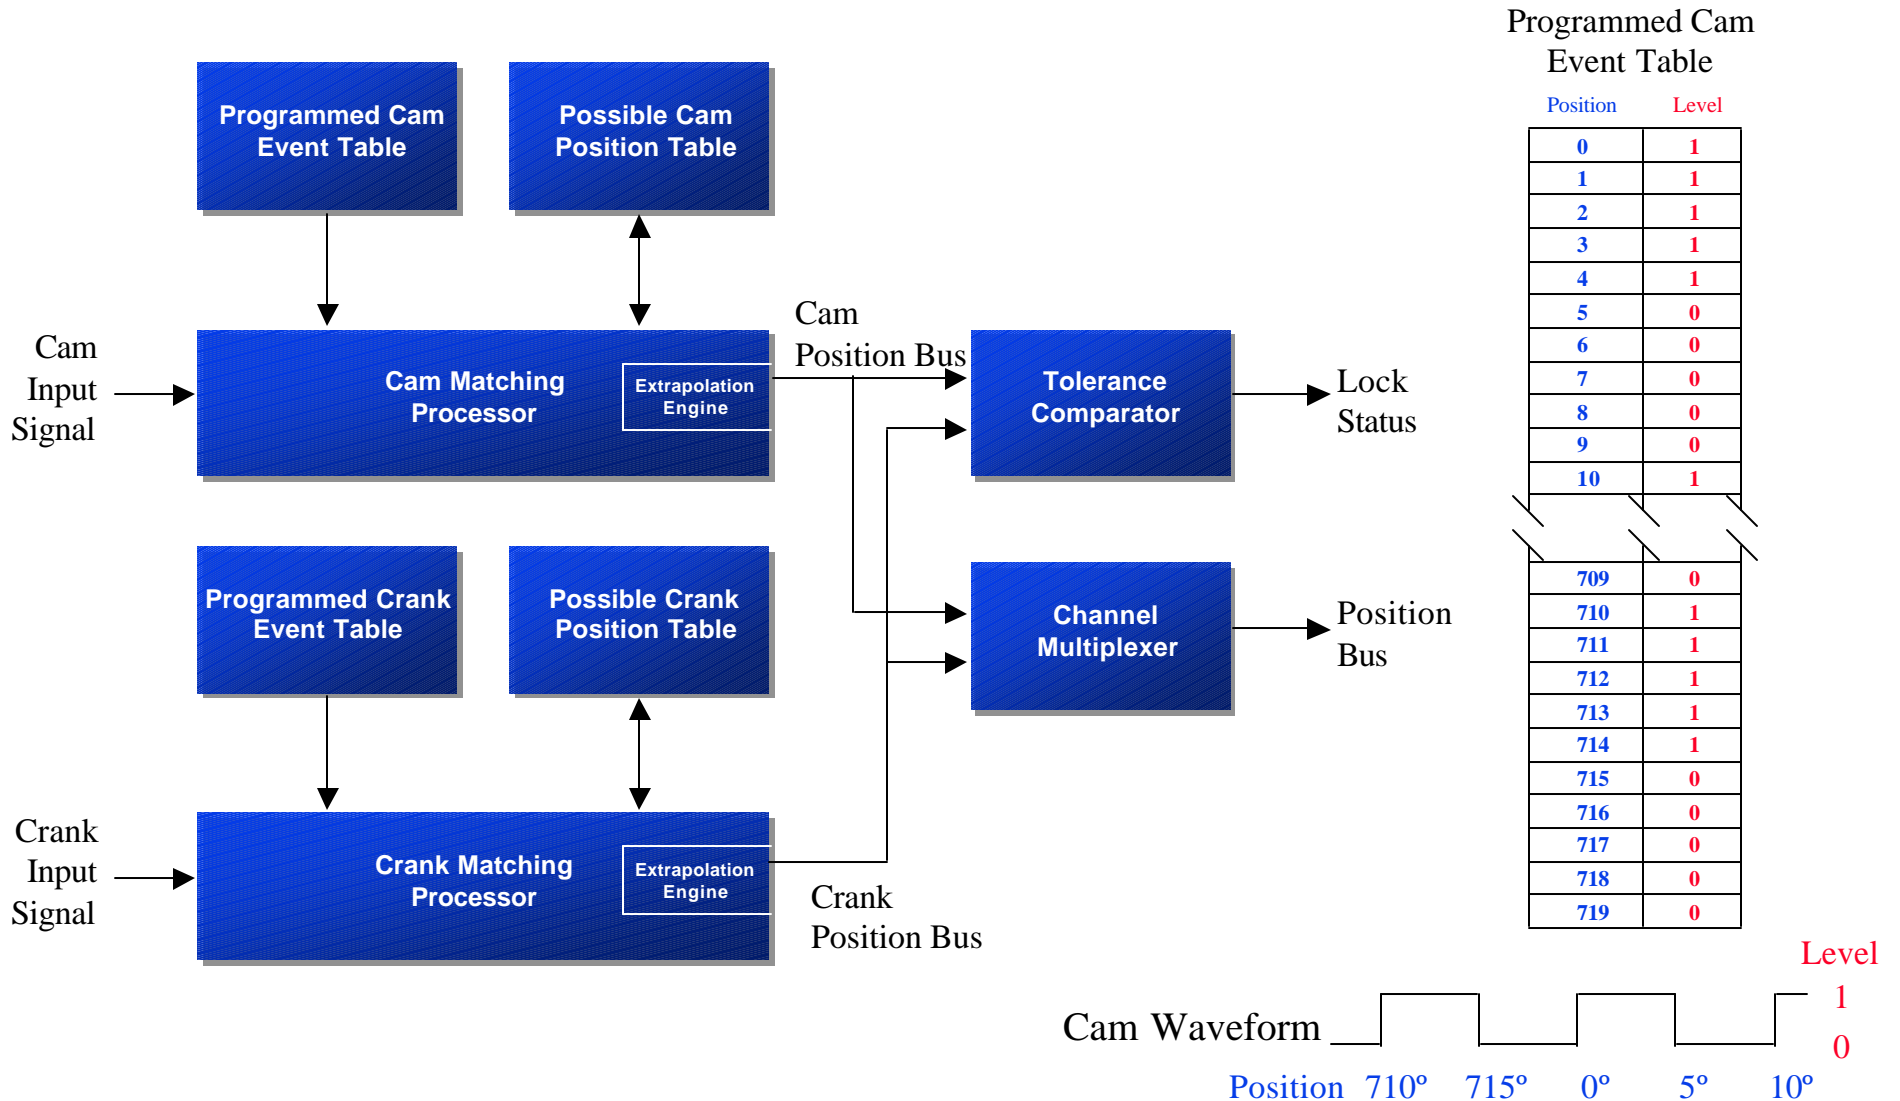 Programmed Cam
Event Table
Possible Cam
Position Table
Cam
Input
Signal
Cam Matching
Processor
Extrapolation
Engine
Cam
Position Bus
Tolerance
Comparator
Lock
Status
Programmed Crank
Event Table
Possible Crank
Position Table
Channel
Multiplexer
Position
Bus
Crank
Input
Signal
Crank Matching
Processor
Extrapolation
Engine
Crank
Position Bus
Programmed Cam
Event Table
Position Level
0 1
1 1
2 1
3 1
4 1
5 0
6 0
7 0
8 0
9 0
10 1
709 0
710 1
711 1
712 1
713 1
714 1
715 0
716 0
717 0
718 0
719 0
Level
1
Cam Waveform
0
Position 710º 715º 0º 5º 10º